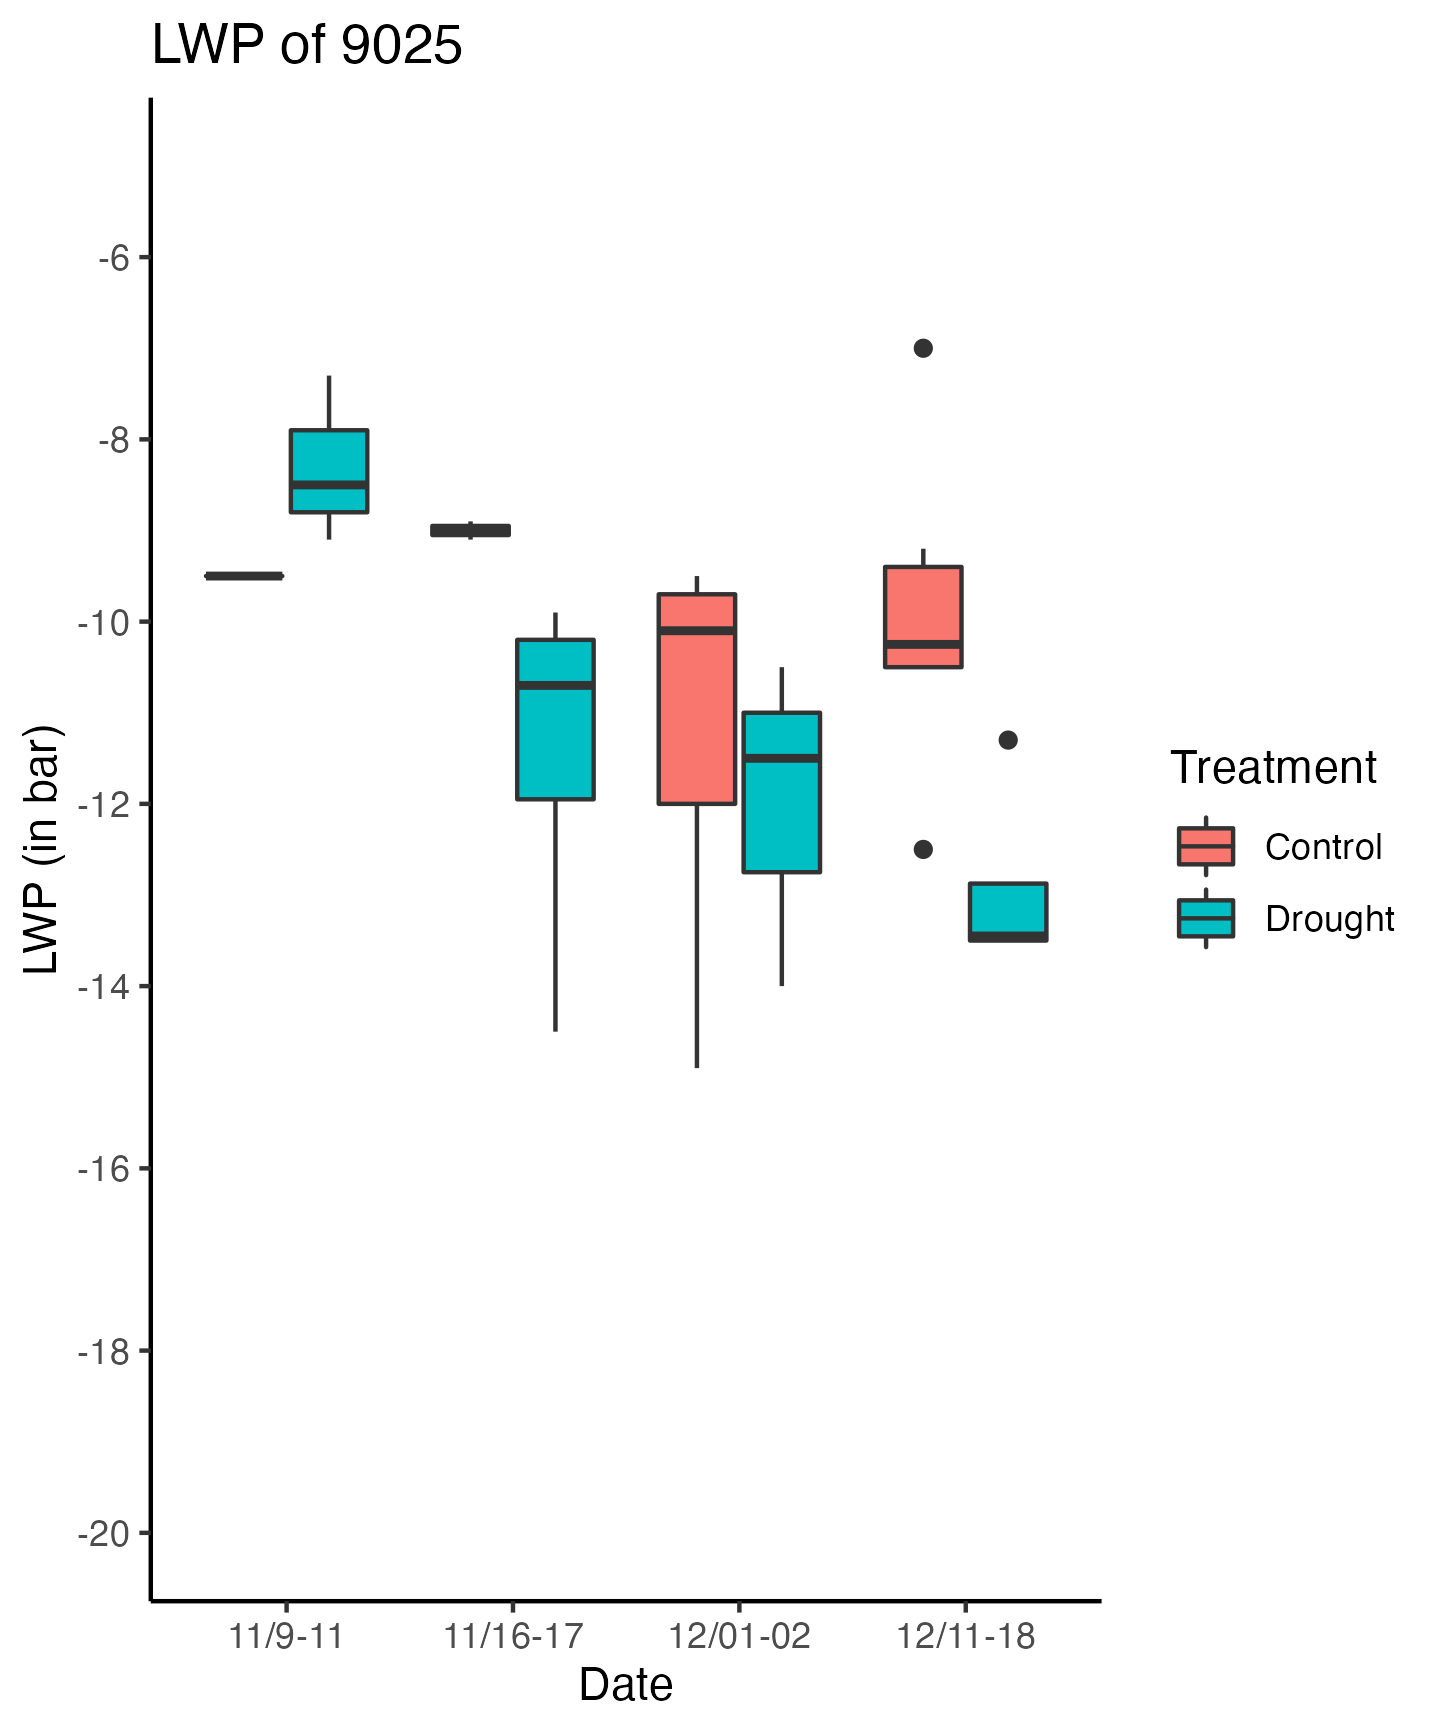 LWP of 9025
-6
-8
-10
-12
-14
-16
-18
-20
LWP (in bar)
11/9-11
11/16-17
12/01-02
12/11-18
Date
Treatment
Control
Drought